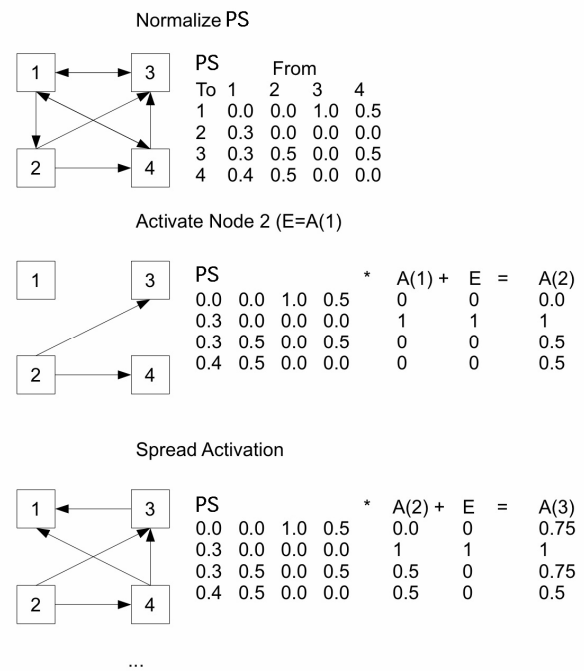 Normalize PS
1 3
2 4
PS From
To 1 2 3 4
1 0.0 0.0 1.0 0.5
2 0.3 0.0 0.0 0.0
3 0.3 0.5 0.0 0.5
4 0.4 0.5 0.0 0.0
Activate Node 2 (E=A(1)
1 3
2 4
PS * A(1) + E = A(2)
0.0 0.0 1.0 0.5 0 0 0.0
0.3 0.0 0.0 0.0 1 1 1
0.3 0.5 0.0 0.5 0 0 0.5
0.4 0.5 0.0 0.0 0 0 0.5
Spread Activation
1 3
2 4
PS * A(2) + E = A(3)
0.0 0.0 1.0 0.5 0.0 0 0.75
0.3 0.0 0.0 0.0 1 1 1
0.3 0.5 0.0 0.5 0.5 0 0.75
0.4 0.5 0.0 0.0 0.5 0 0.5
...